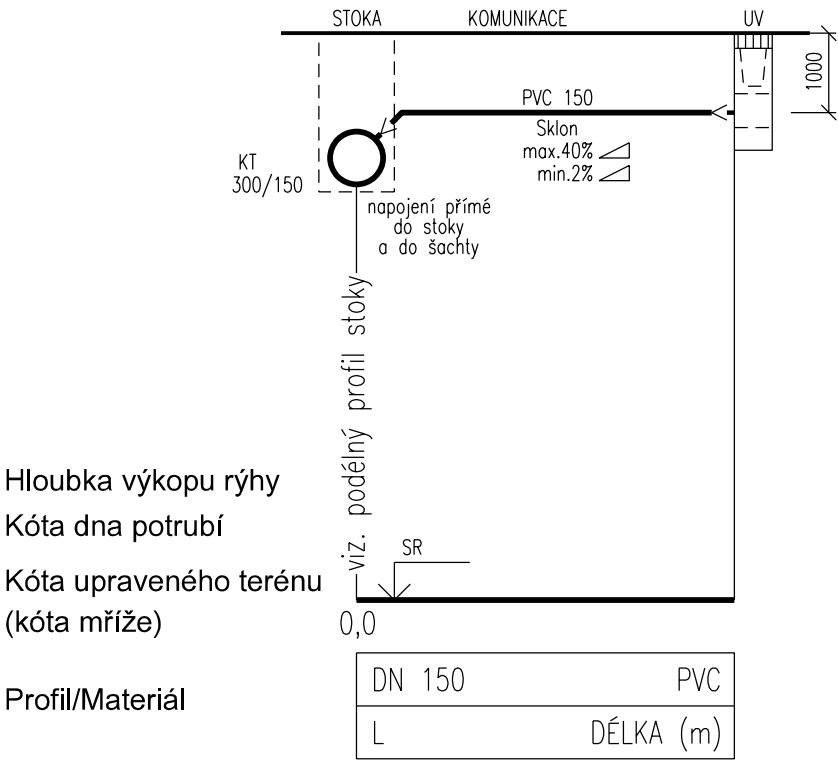 STOKA KOMUNIKACE UV
1000
PVC 150
Sklon
max.40%
min.2%
KT
300/150
napojení přímé
do stoky
a do šachty
viz. podélný profil stoky
Hloubka výkopu rýhy
Kóta dna potrubí
SR
Kóta upraveného terénu
(kóta mříže)
0,0
Profil/Materiál
DN 150 PVC
L DÉLKA (m)